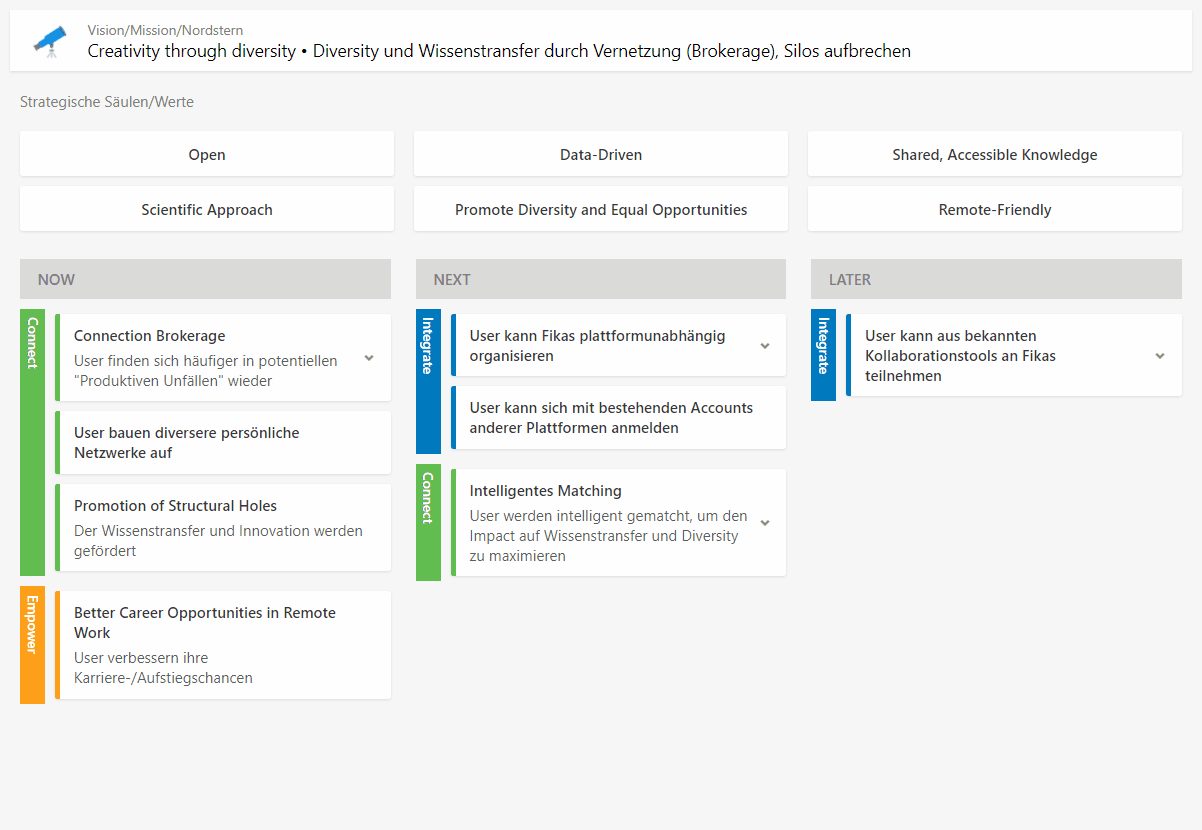 Vision/Mission/Nordstern
Creativity through diversity • Diversity und Wissenstransfer durch Vernetzung (Brokerage), Silos aufbrechen
Strategische Säulen/Werte
Open
Data-Driven
Shared, Accessible Knowledge
Scientific Approach
Promote Diversity and Equal Opportunities
Remote-Friendly
NOW
Connect
Connection Brokerage
User finden sich häufiger in potentiellen
"Produktiven Unfällen" wieder
User bauen diversere persönliche
Netzwerke auf
Promotion of Structural Holes
Der Wissenstransfer und Innovation werden
gefördert
Empower
Better Career Opportunities in Remote
Work
User verbessern ihre
Karriere-/Aufstiegschancen
NEXT
Integrate
User kann Fikas plattformunabhängig
organisieren
User kann sich mit bestehenden Accounts
anderer Plattformen anmelden
Connect
Intelligentes Matching
User werden intelligent gematcht, um den
Impact auf Wissenstransfer und Diversity
zu maximieren
LATER
Integrate
User kann aus bekannten
Kollaborationstools an Fikas
teilnehmen